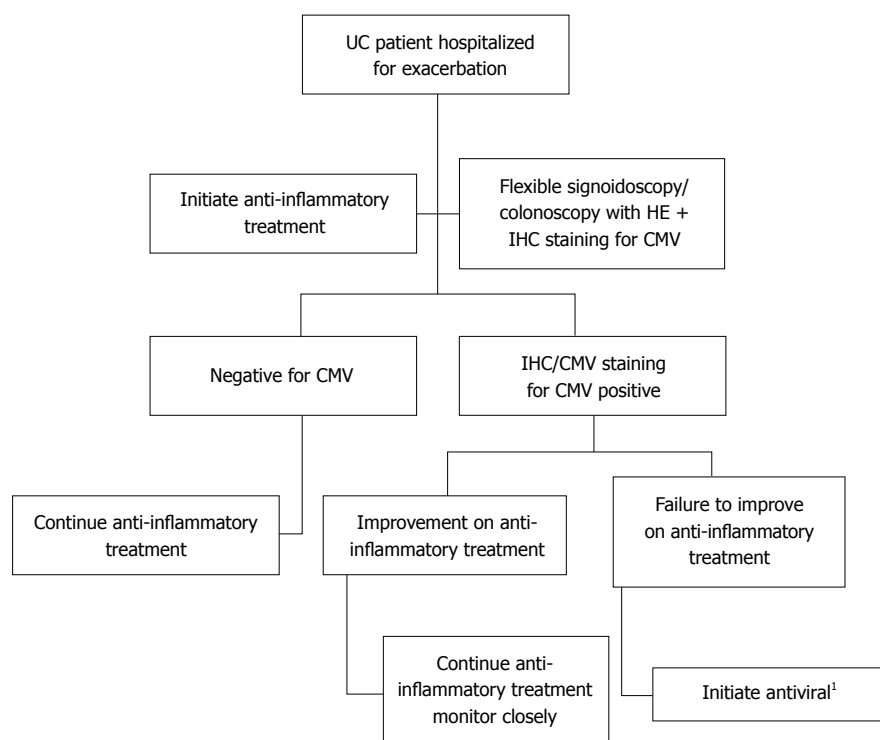 UC patient hospitalized
for exacerbation
Initiate anti-inflammatory
treatment
Flexible signoidoscopy/
colonoscopy with HE +
IHC staining for CMV
Negative for CMV
IHC/CMV staining
for CMV positive
Continue anti-inflammatory
treatment
Improvement on anti-
inflammatory treatment
Failure to improve
on anti-inflammatory
treatment
Continue anti-
inflammatory treatment
monitor closely
Initiate antiviral¹